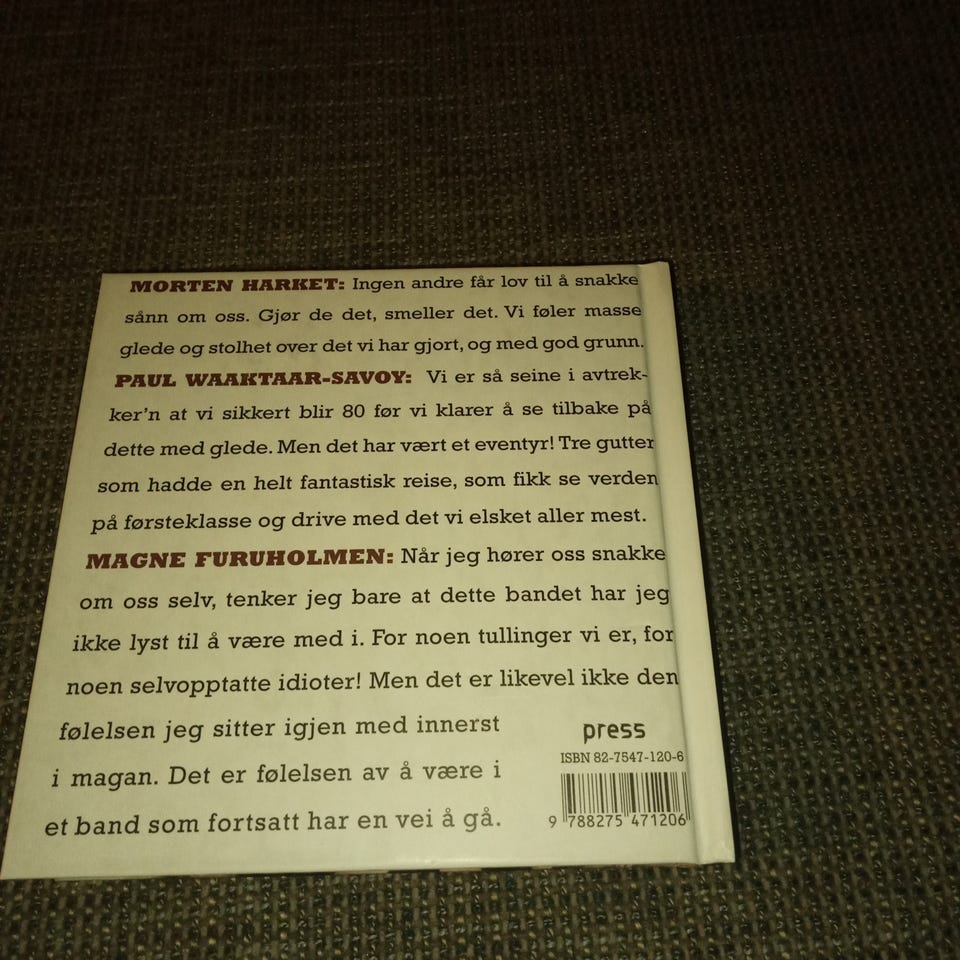 MORTEN HARKET: Ingen andre får lov til å snakke
sånn om oss. Gjør de det, smeller det. Vi føler masse
glede og stolhet over det vi har gjort, og med god grunn.
PAUL WAAKTAAR-SAVOY: Vi er så seine i avtrek-
ker'n at vi sikkert blir 80 før vi klarer å se tilbake på
dette med glede. Men det har vært et eventyr! Tre gutter
som hadde en helt fantastisk reise, som fikk se verden
på førsteklasse og drive med det vi elsket aller mest.
MAGNE FURUHOLMEN: Når jeg hører oss snakke
om oss selv, tenker jeg bare at dette bandet har jeg
ikke lyst til å være med i. For noen tullinger vi er, for
noen selvopptatte idioter! Men det er likevel ikke den
følelsen jeg sitter igjen med innerst
i magan. Det er følelsen av å være i
et band som fortsatt har en vei å gå.
press
ISBN 82-7547-120-6
9 788275 471206